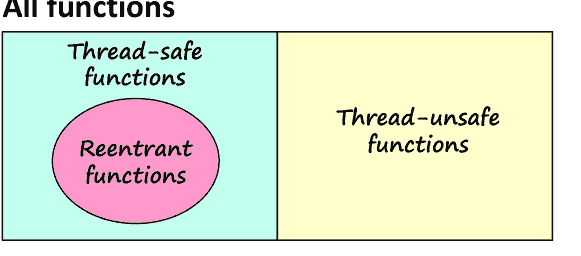 All functions
Thread-safe
functions
Reentrant
functions
Thread-unsafe
functions